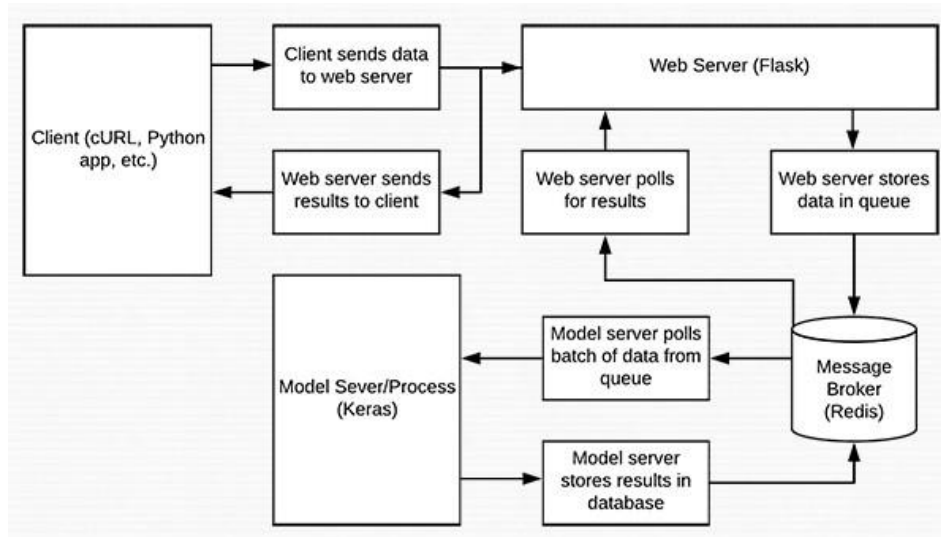 Client sends data
to web server
Web Server (Flask)
Client (cURL, Python
app, etc.)
Web server sends
results to client
Web server polls
for results
Web server stores
data in queue
Model server polls
batch of data from
queue
Message
Broker
(Redis)
Model Sever/Process
(Keras)
Model server
stores results in
database